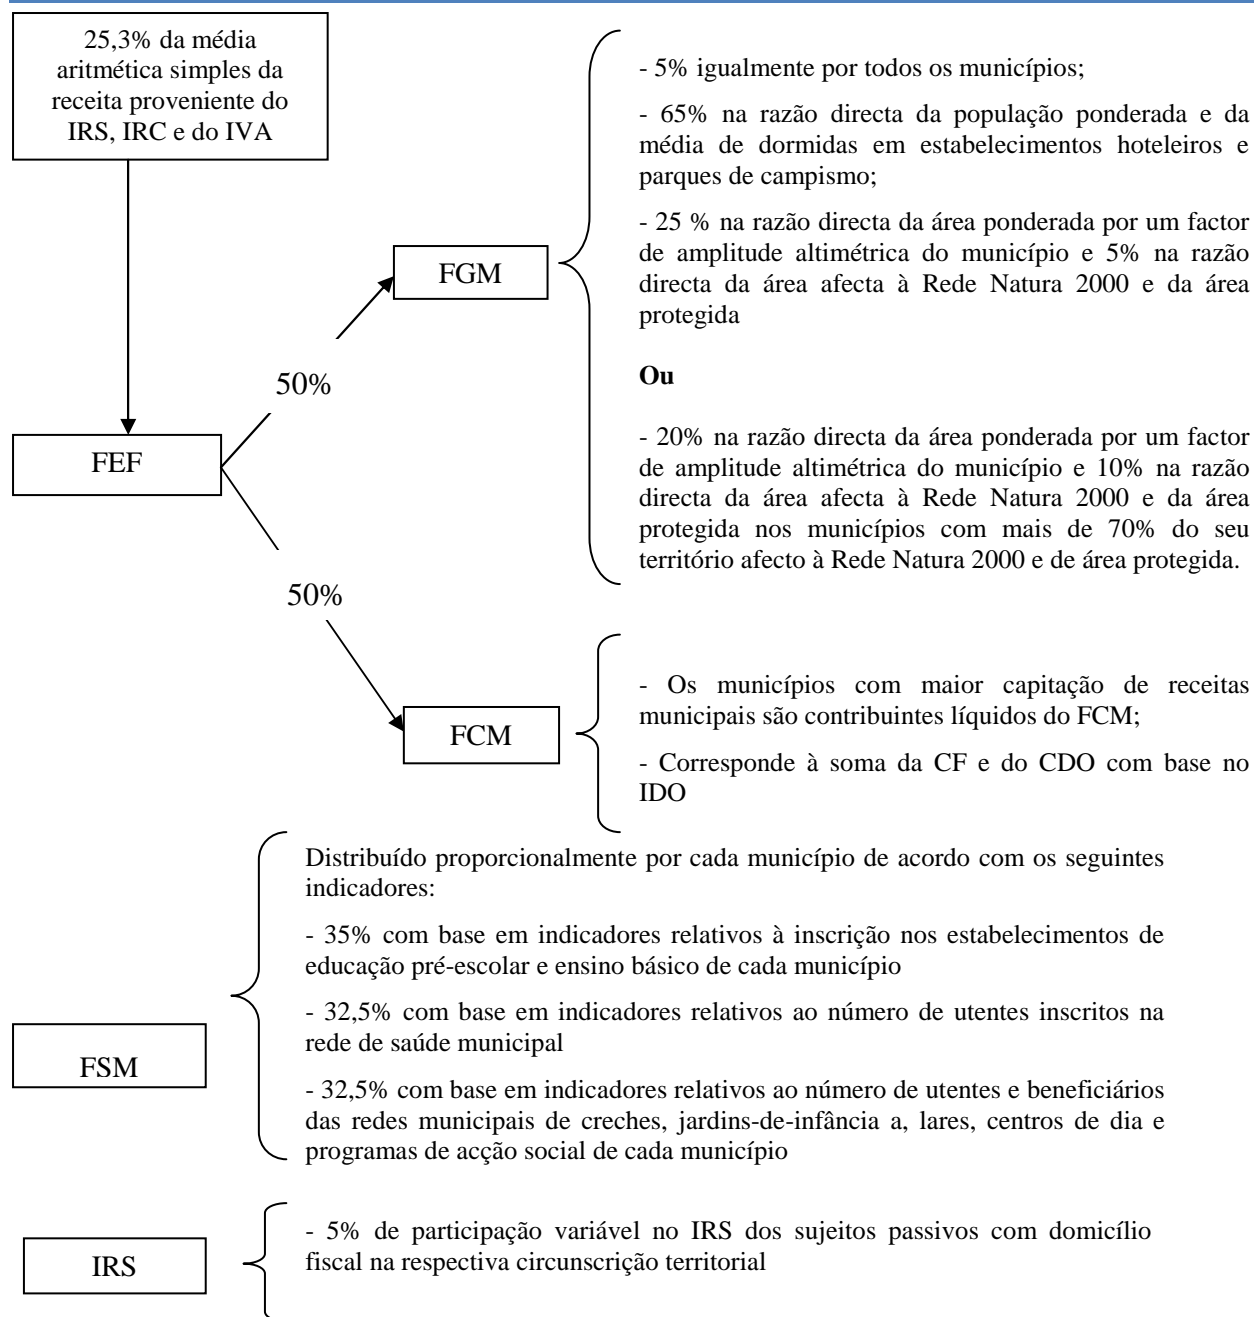 25,3% da média
aritmética simples da
receita proveniente do
IRS, IRC e do IVA
- 5% igualmente por todos os municípios;
- 65% na razão directa da população ponderada e da
média de dormidas em estabelecimentos hoteleiros e
parques de campismo;
- 25 % na razão directa da área ponderada por um factor
de amplitude altimétrica do município e 5% na razão
directa da área afecta à Rede Natura 2000 e da área
protegida
Ou
- 20% na razão directa da área ponderada por um factor
de amplitude altimétrica do município e 10% na razão
directa da área afecta à Rede Natura 2000 e da área
protegida nos municípios com mais de 70% do seu
território afecto à Rede Natura 2000 e de área protegida.
FGM
50%
FEF
50%
FCM
- Os municípios com maior capitação de receitas
municipais são contribuintes líquidos do FCM;
- Corresponde à soma da CF e do CDO com base no
IDO
Distribuído proporcionalmente por cada município de acordo com os seguintes
indicadores:
- 35% com base em indicadores relativos à inscrição nos estabelecimentos de
educação pré-escolar e ensino básico de cada município
- 32,5% com base em indicadores relativos ao número de utentes inscritos na
rede de saúde municipal
- 32,5% com base em indicadores relativos ao número de utentes e beneficiários
das redes municipais de creches, jardins-de-infância a, lares, centros de dia e
programas de acção social de cada município
FSM
- 5% de participação variável no IRS dos sujeitos passivos com domicílio
fiscal na respectiva circunscrição territorial
IRS